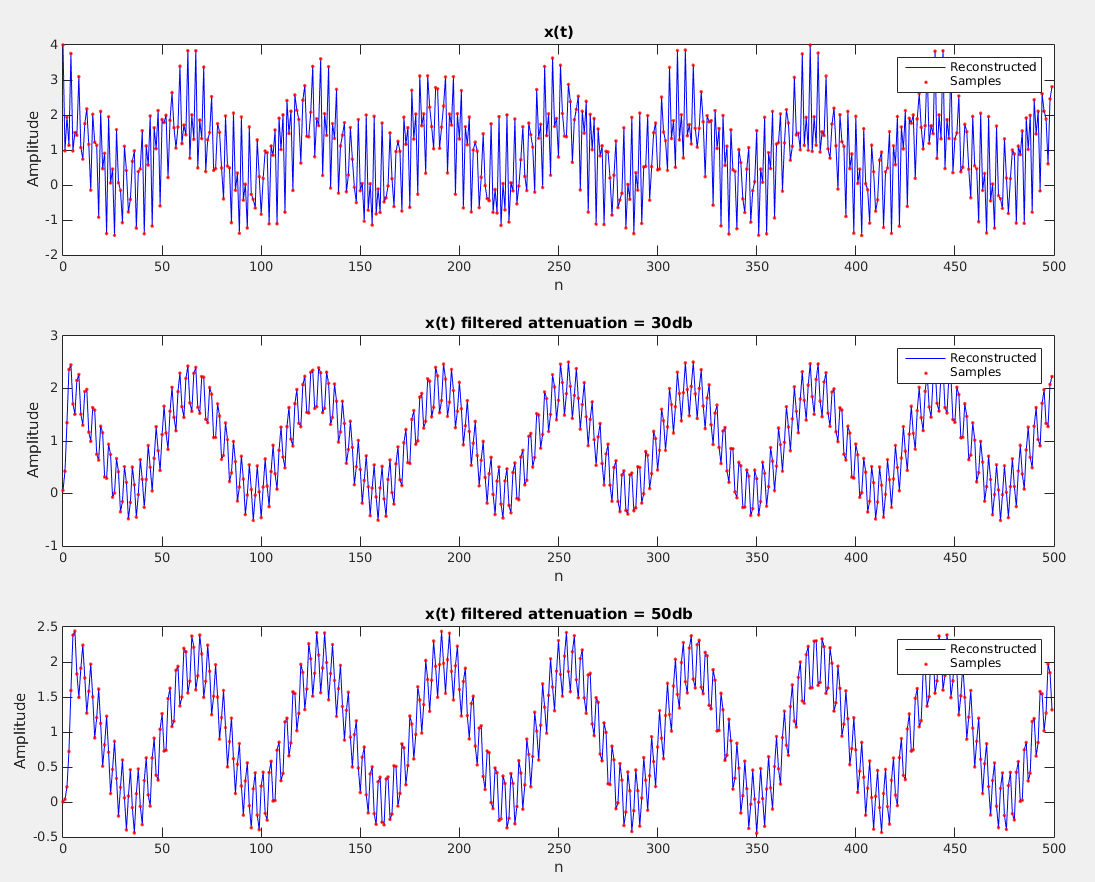 x(t)
4
3
2
1
0
-1
-2
Amplitude
Reconstructed
Samples
0 50 100 150 200 250 300 350 400 450 500
n
x(t) filtered attenuation = 30db
3
2
1
0
-1
Amplitude
Reconstructed
Samples
0 50 100 150 200 250 300 350 400 450 500
n
x(t) filtered attenuation = 50db
2.5
2
1.5
1
0.5
0
-0.5
Amplitude
Reconstructed
Samples
0 50 100 150 200 250 300 350 400 450 500
n